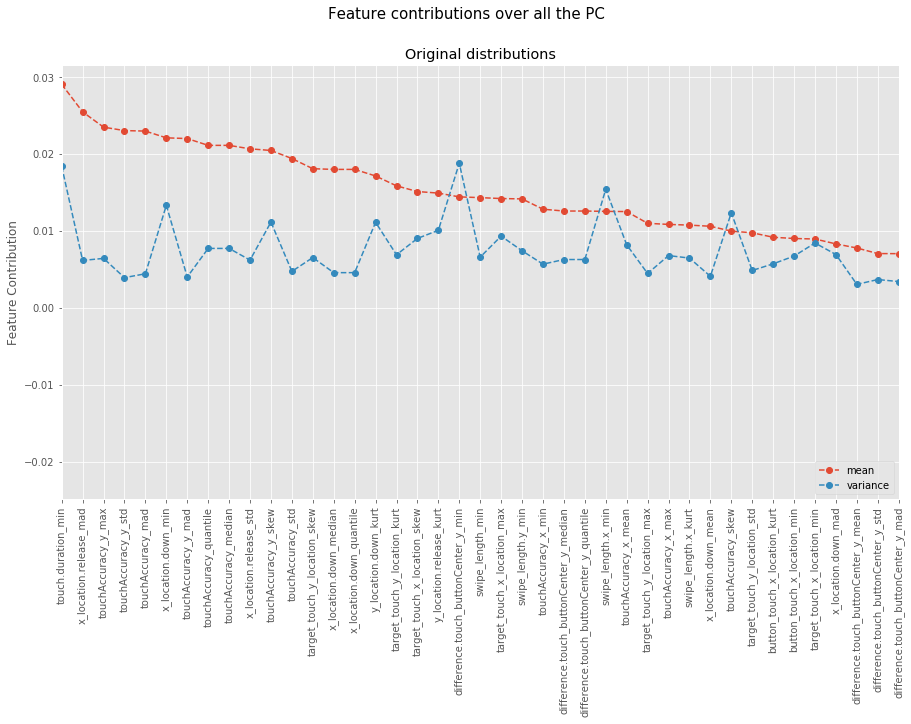 Feature contributions over all the PC
Original distributions
Feature Contribution
0.03
0.02
0.01
0.00
−0.01
−0.02
mean
variance
touch.duration_min
x_location.release_mad
touchAccuracy_y_max
touchAccuracy_y_std
touchAccuracy_mad
x_location.down_min
touchAccuracy_y_mad
touchAccuracy_quantile
touchAccuracy_median
x_location.release_std
touchAccuracy_y_skew
touchAccuracy_std
target_touch_y_location_skew
x_location.down_median
x_location.down_quantile
y_location.down_kurt
target_touch_y_location_kurt
target_touch_x_location_skew
y_location.release_kurt
difference.touch_buttonCenter_y_min
swipe_length_min
target_touch_x_location_max
swipe_length.y_min
touchAccuracy_x_min
difference.touch_buttonCenter_y_median
difference.touch_buttonCenter_y_quantile
swipe_length.x_min
touchAccuracy_x_mean
target_touch_y_location_max
touchAccuracy_x_max
swipe_length.x_kurt
x_location.down_mean
touchAccuracy_skew
target_touch_y_location_std
button_touch_x_location_kurt
button_touch_x_location_min
target_touch_x_location_min
x_location.down_mad
difference.touch_buttonCenter_y_mean
difference.touch_buttonCenter_y_std
difference.touch_buttonCenter_y_mad